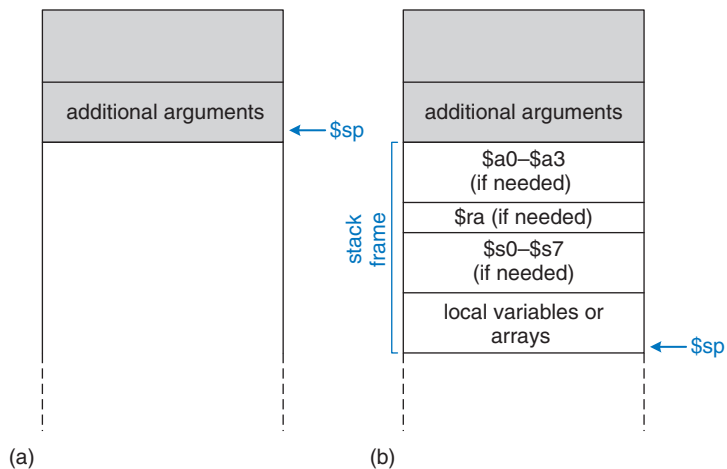 additional arguments
$sp
(a)
additional arguments
$sp
stack
frame
$a0–$a3
(if needed)
$ra (if needed)
$s0–$s7
(if needed)
local variables or
arrays
$sp
(b)